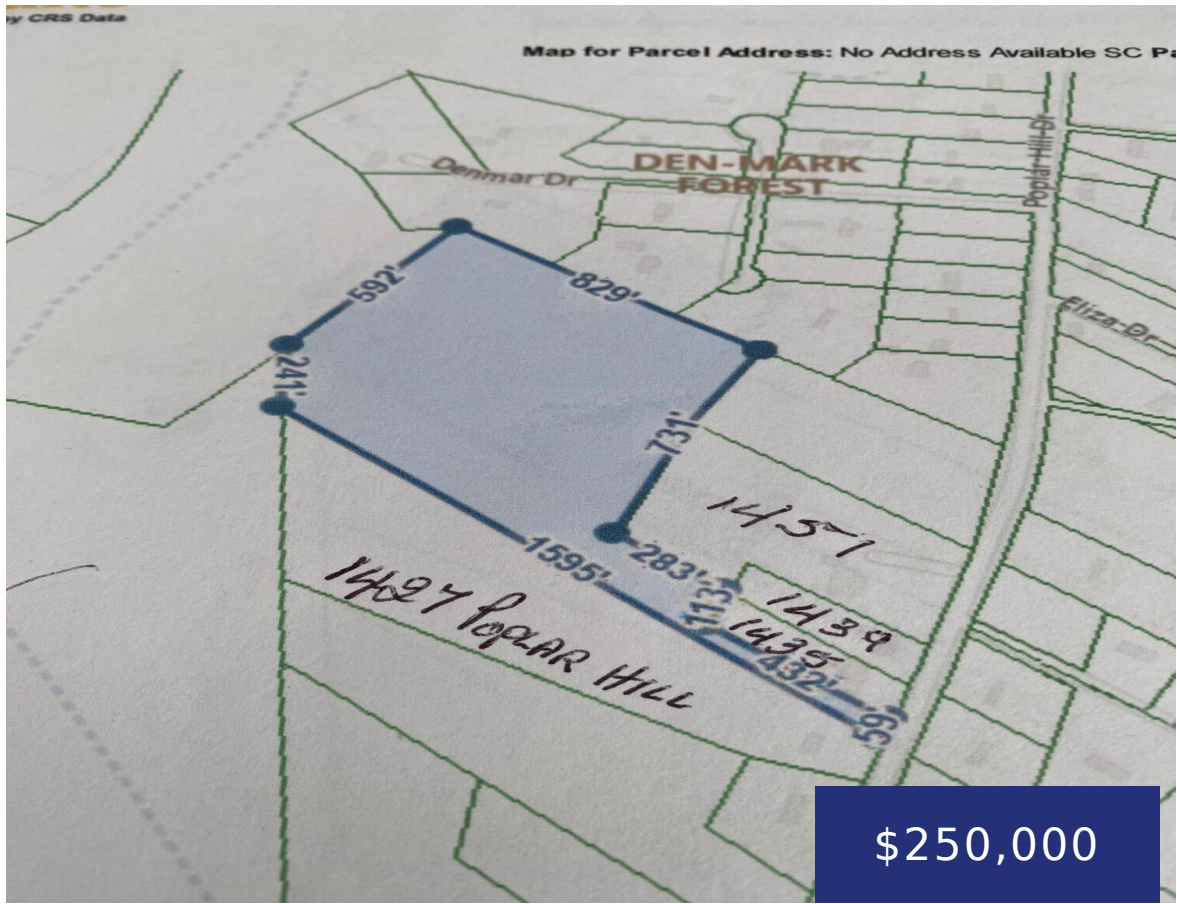 by CRS Data
Map for Parcel Address: No Address Available SC
DEN-MARK
FOREST
Denmar Dr
Poplar Hill Dr
Eliza Dr
592'
829'
241'
731'
1451
1595'
283'
113'
1439
1435
432'
59'
1427 POPLAR HILL
$250,000